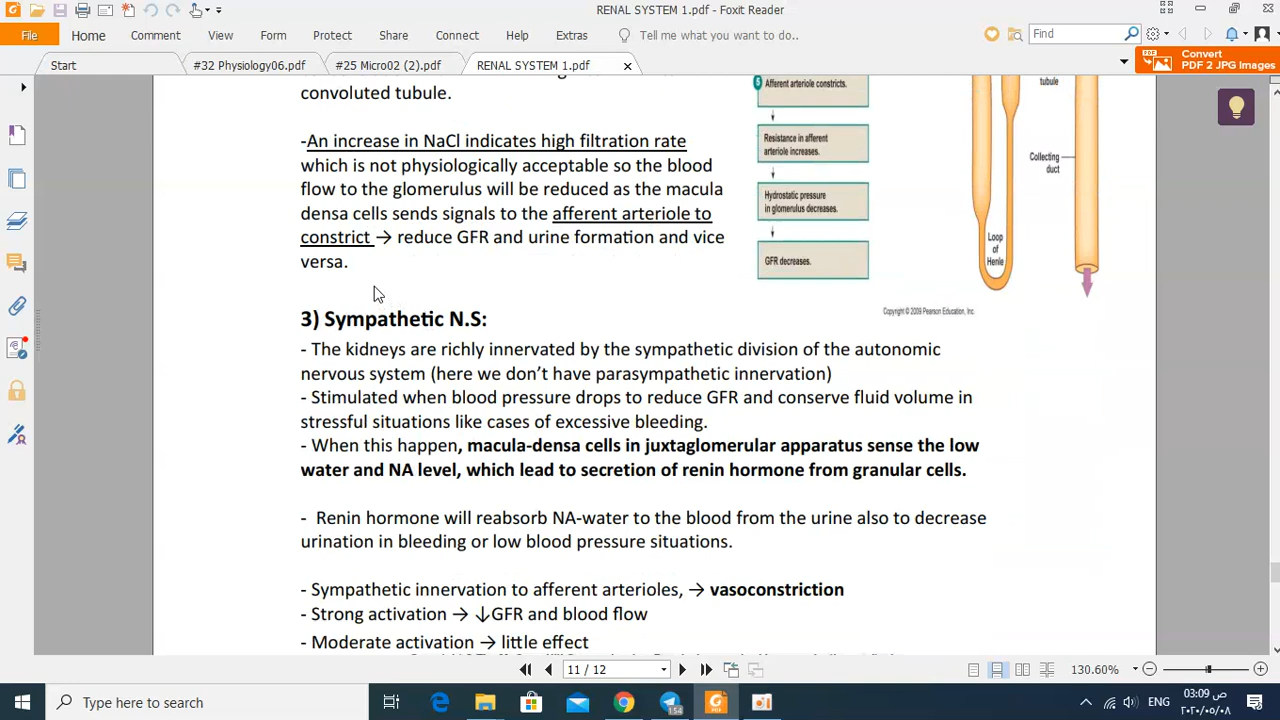 RENAL SYSTEM 1.pdf - Foxit Reader
File Home Comment View Form Protect Share Connect Help Extras Tell me what you want to do.. Find
Convert
PDF 2 JPG Images
Start #32 Physiology06.pdf #25 Micro02 (2).pdf RENAL SYSTEM 1.pdf
convoluted tubule.
-An increase in NaCl indicates high filtration rate
which is not physiologically acceptable so the blood
flow to the glomerulus will be reduced as the macula
densa cells sends signals to the afferent arteriole to
constrict → reduce GFR and urine formation and vice
versa.
5 Afferent arteriole constricts.
Resistance in afferent
arteriole increases.
Hydrostatic pressure
in glomerulus decreases.
GFR decreases.
tubule
Collecting
duct
Loop
of
Henle
Copyright © 2009 Pearson Education, Inc.
3) Sympathetic N.S:
- The kidneys are richly innervated by the sympathetic division of the autonomic
nervous system (here we don't have parasympathetic innervation)
- Stimulated when blood pressure drops to reduce GFR and conserve fluid volume in
stressful situations like cases of excessive bleeding.
- When this happen, macula-densa cells in juxtaglomerular apparatus sense the low
water and NA level, which lead to secretion of renin hormone from granular cells.
- Renin hormone will reabsorb NA-water to the blood from the urine also to decrease
urination in bleeding or low blood pressure situations.
- Sympathetic innervation to afferent arterioles, → vasoconstriction
- Strong activation → ↓GFR and blood flow
- Moderate activation → little effect
11 / 12
130.60%
Type here to search
154
ENG
03:09 ص
٢٠٢٠/٠٥/٠٨